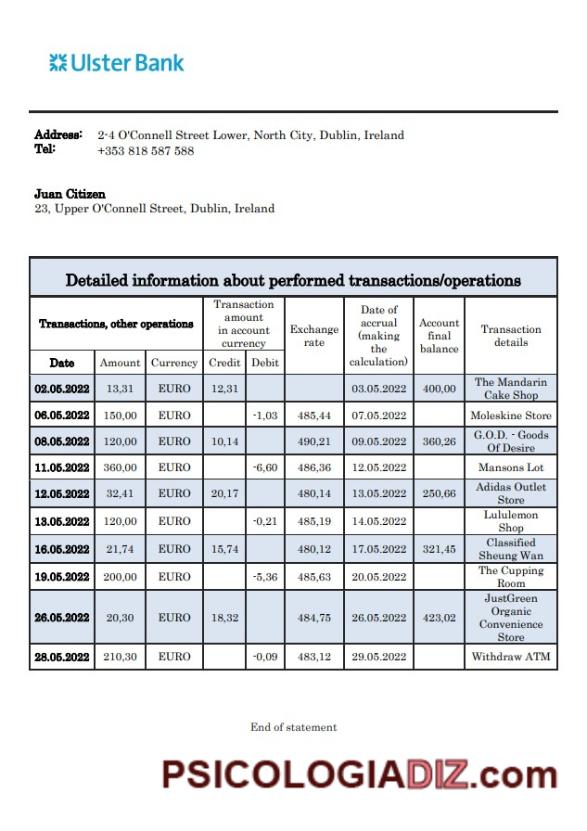 Ulster Bank
Address: 2-4 O'Connell Street Lower, North City, Dublin, Ireland
Tel: +353 818 587 588
Juan Citizen
23, Upper O'Connell Street, Dublin, Ireland
Detailed information about performed transactions/operations
Transactions, other operations
Transaction
amount
in account
currency
Exchange
rate
Date of
accrual
(making
the
calculation)
Account
final
balance
Transaction
details
Date Amount Currency Credit Debit
02.05.2022 13,31 EURO 12,31 03.05.2022 400,00 The Mandarin
Cake Shop
06.05.2022 150,00 EURO -1,03 485,44 07.05.2022 Moleskine Store
08.05.2022 120,00 EURO 10,14 490,21 09.05.2022 360,26 G.O.D. - Goods
Of Desire
11.05.2022 360,00 EURO -6,60 486,36 12.05.2022 Mansons Lot
12.05.2022 32,41 EURO 20,17 480,14 13.05.2022 250,66 Adidas Outlet
Store
13.05.2022 120,00 EURO -0,21 485,19 14.05.2022 Lululemon
Shop
16.05.2022 21,74 EURO 15,74 480,12 17.05.2022 321,45 Classified
Sheung Wan
19.05.2022 200,00 EURO -5,36 485,63 20.05.2022 The Cupping
Room
26.05.2022 20,30 EURO 18,32 484,75 26.05.2022 423,02 JustGreen
Organic
Convenience
Store
28.05.2022 210,30 EURO -0,09 483,12 29.05.2022 Withdraw ATM
End of statement
PSICOLOGIADIZ.com